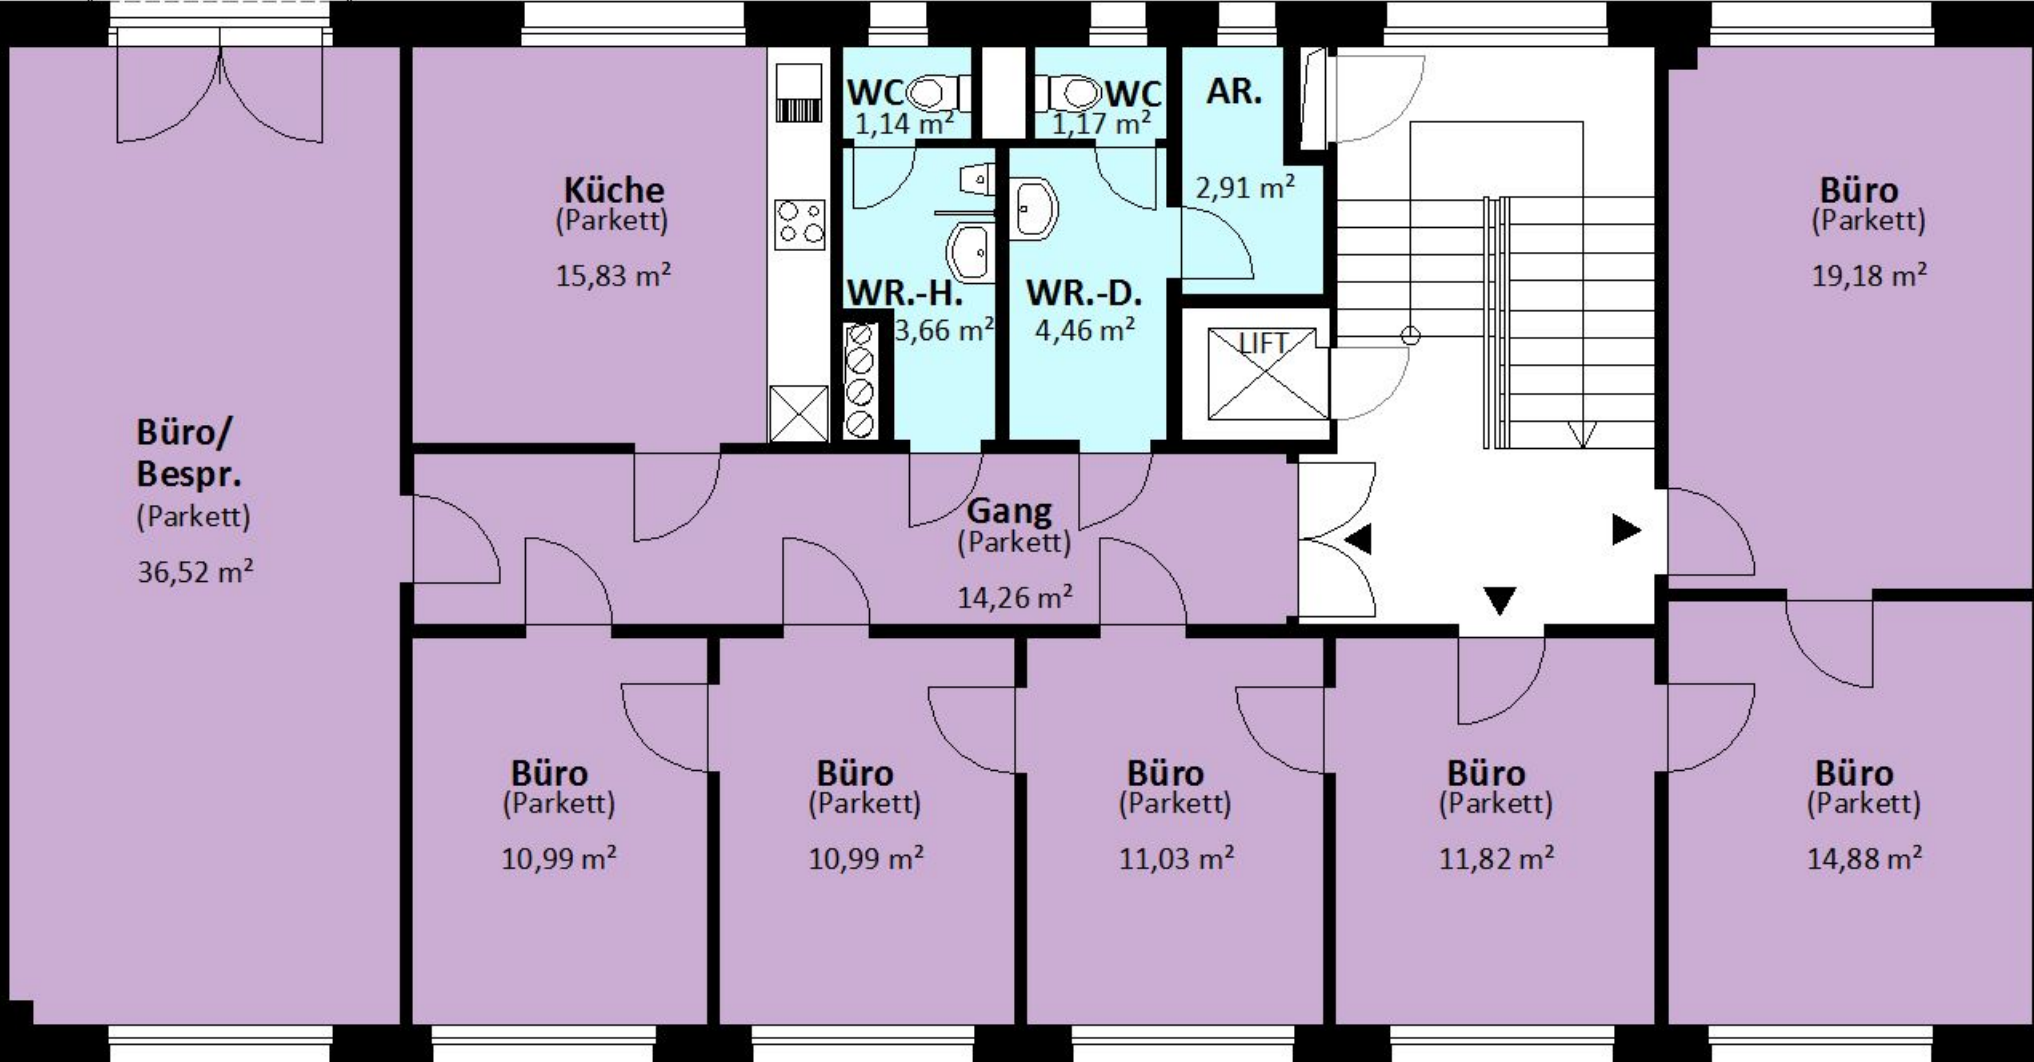 WC
1,14 m²
WC
1,17 m²
AR.
2,91 m²
Küche
(Parkett)
15,83 m²
Büro
(Parkett)
19,18 m²
WR.-H.
3,66 m²
WR.-D.
4,46 m²
LIFT
Büro/
Bespr.
(Parkett)
36,52 m²
Gang
(Parkett)
14,26 m²
Büro
(Parkett)
10,99 m²
Büro
(Parkett)
10,99 m²
Büro
(Parkett)
11,03 m²
Büro
(Parkett)
11,82 m²
Büro
(Parkett)
14,88 m²